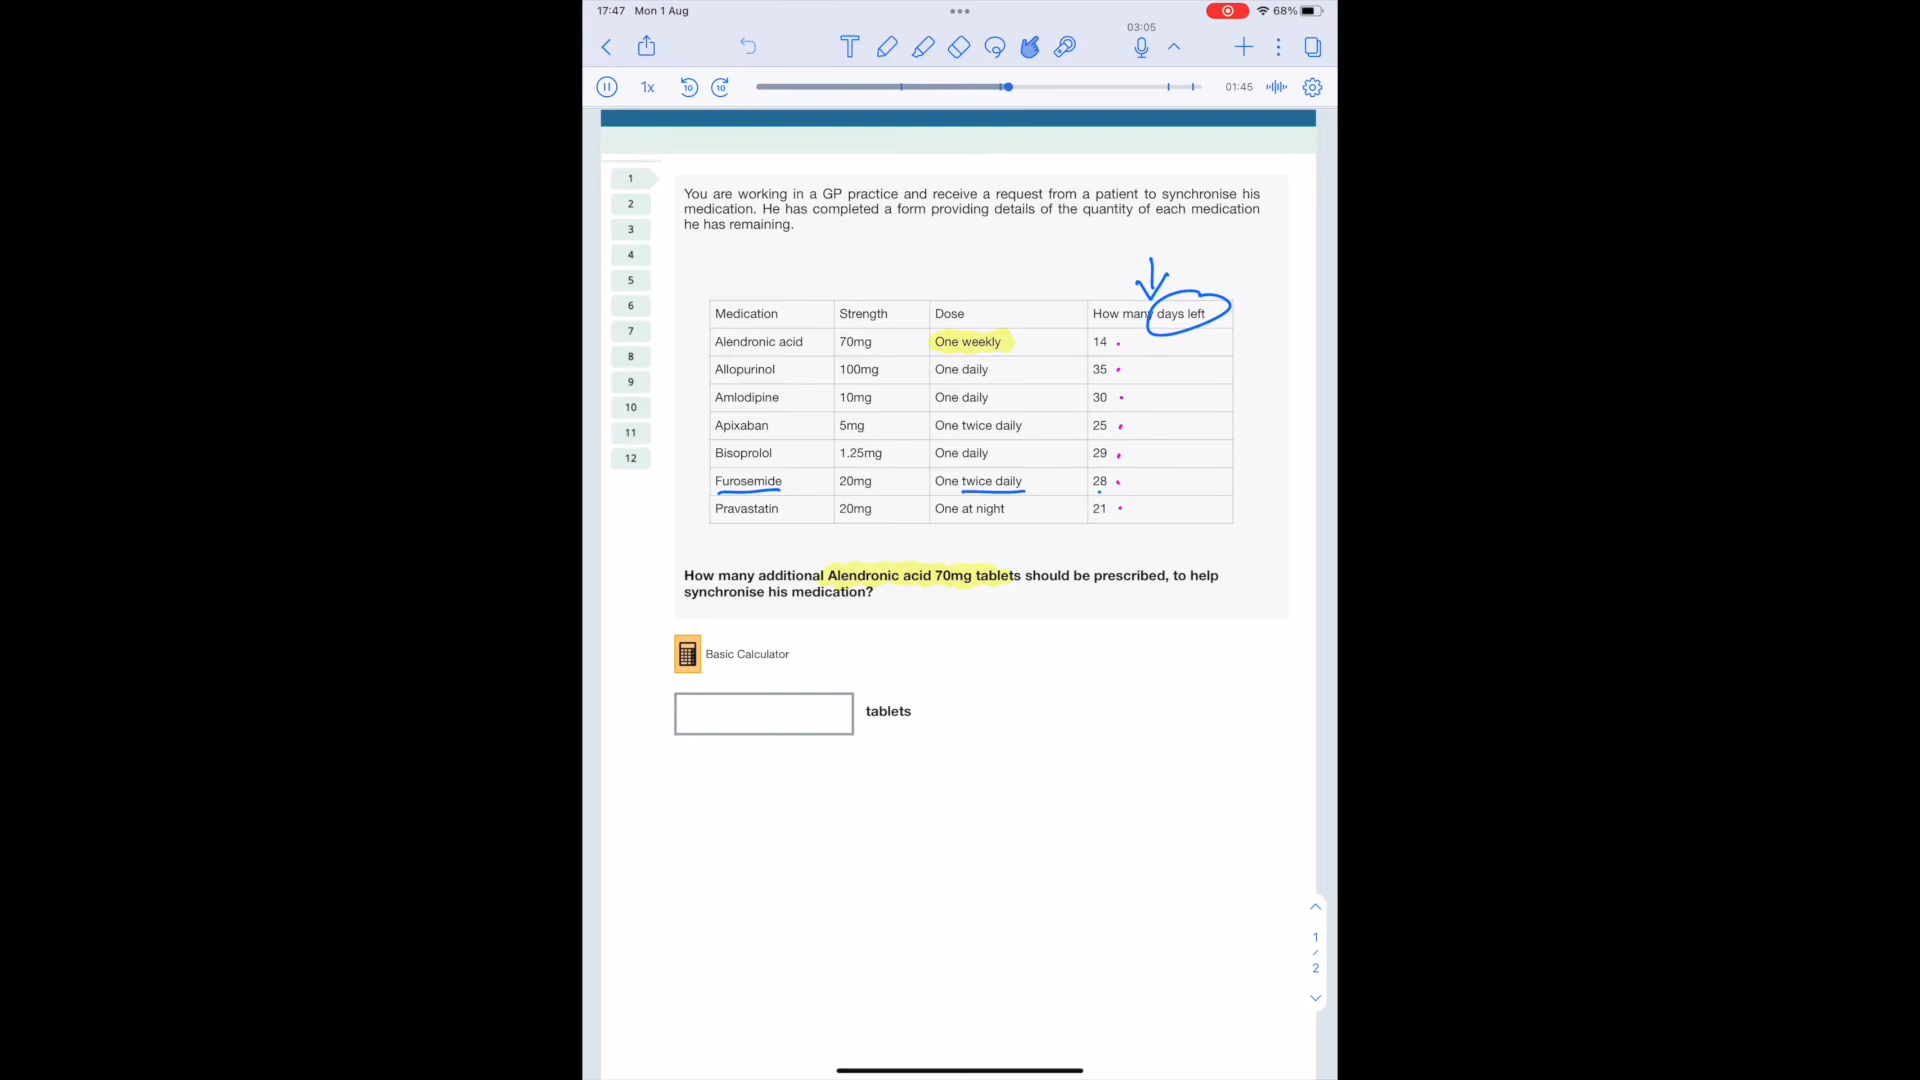 17:47 Mon 1 Aug
68%
03:05
1x
10
10
01:45
1
2
3
4
5
6
7
8
9
10
11
12
You are working in a GP practice and receive a request from a patient to synchronise his
medication. He has completed a form providing details of the quantity of each medication
he has remaining.
Medication Strength Dose How many days left
Alendronic acid 70mg One weekly 14
Allopurinol 100mg One daily 35
Amlodipine 10mg One daily 30
Apixaban 5mg One twice daily 25
Bisoprolol 1.25mg One daily 29
Furosemide 20mg One twice daily 28
Pravastatin 20mg One at night 21
How many additional Alendronic acid 70mg tablets should be prescribed, to help
synchronise his medication?
Basic Calculator
tablets
1
/
2